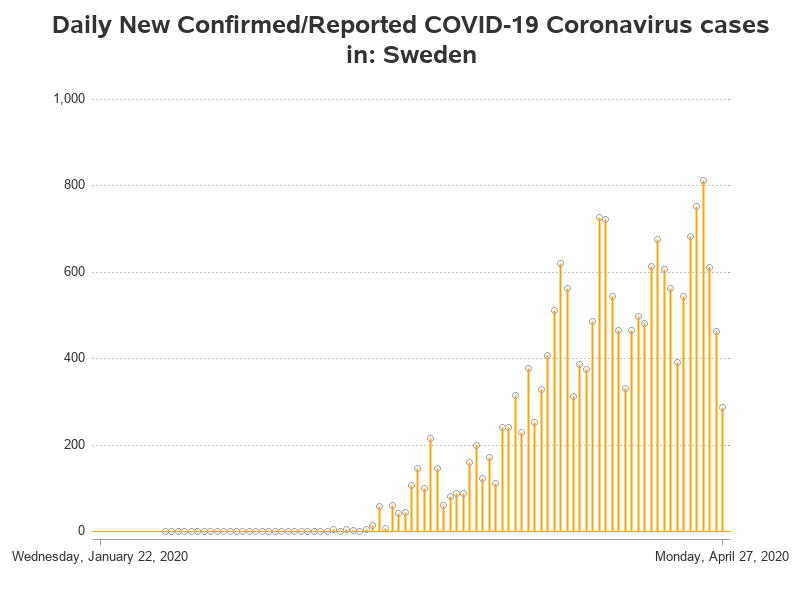 Daily New Confirmed/Reported COVID-19 Coronavirus cases
in: Sweden
1,000
800
600
400
200
0
Wednesday, January 22, 2020
Monday, April 27, 2020